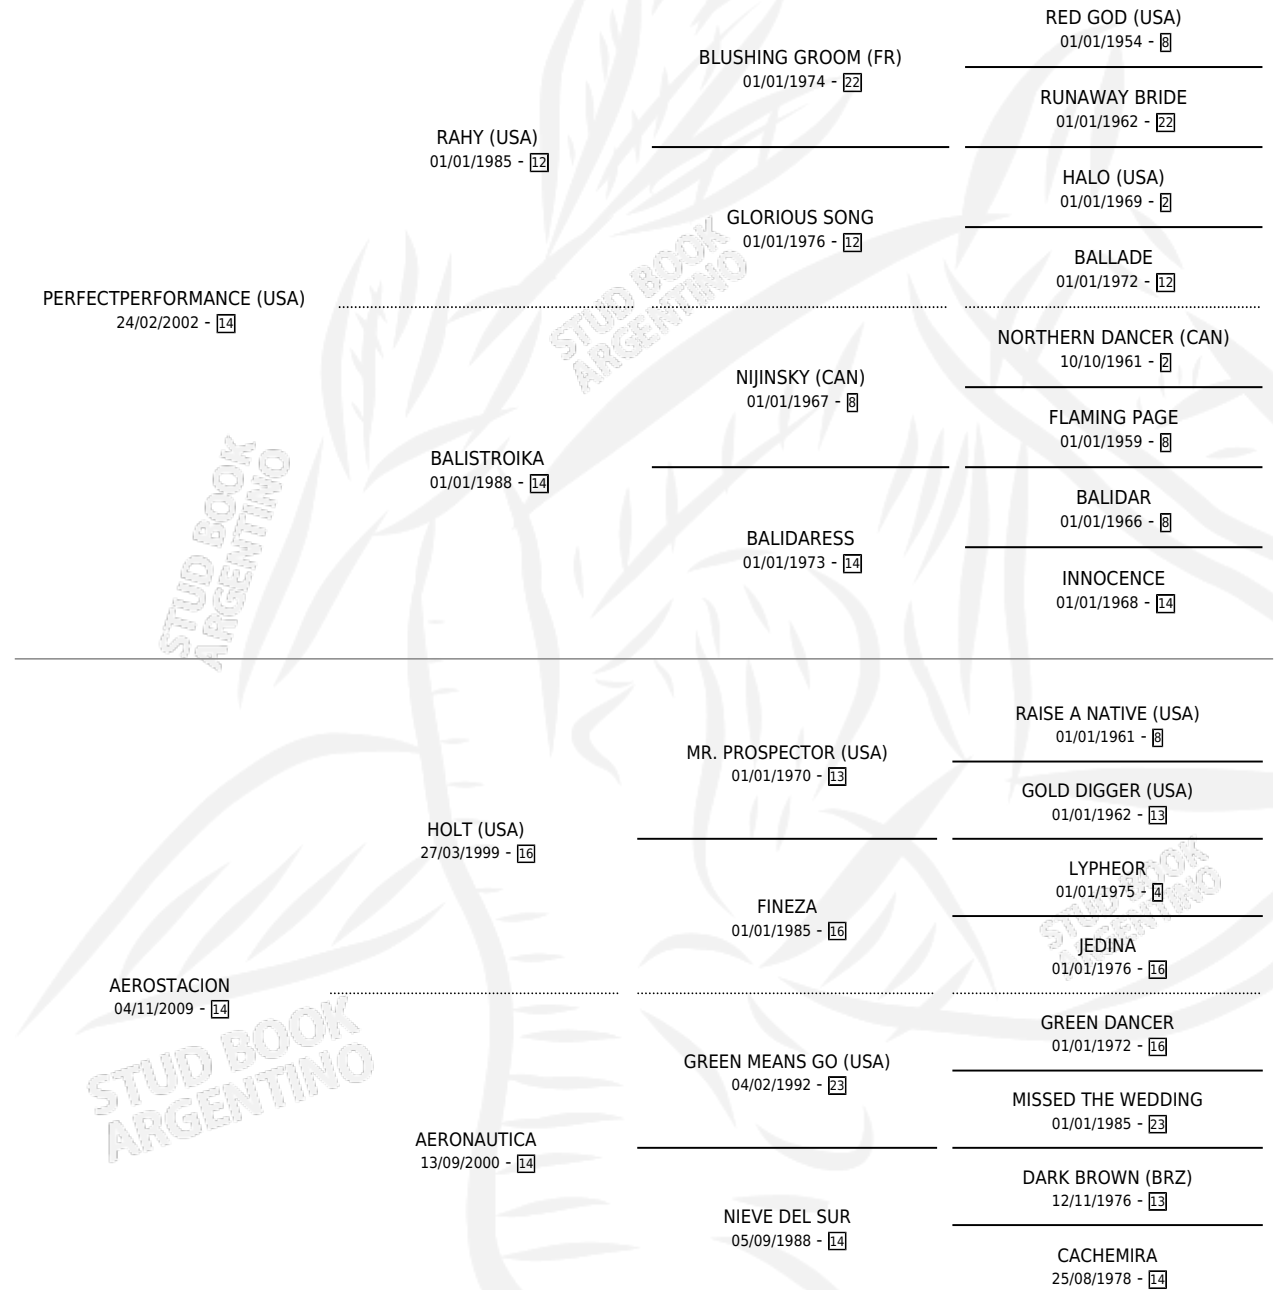 RED GOD (USA)
01/01/1954 - 8
BLUSHING GROOM (FR)
01/01/1974 - 22
RUNAWAY BRIDE
01/01/1962 - 22
RAHY (USA)
01/01/1985 - 12
HALO (USA)
01/01/1969 - 2
GLORIOUS SONG
01/01/1976 - 12
BALLADE
01/01/1972 - 12
PERFECTPERFORMANCE (USA)
24/02/2002 - 14
NORTHERN DANCER (CAN)
10/10/1961 - 2
NIJINSKY (CAN)
01/01/1967 - 8
FLAMING PAGE
01/01/1959 - 8
BALISTROIKA
01/01/1988 - 14
BALIDAR
01/01/1966 - 8
BALIDARESS
01/01/1973 - 14
INNOCENCE
01/01/1968 - 14
RAISE A NATIVE (USA)
01/01/1961 - 8
MR. PROSPECTOR (USA)
01/01/1970 - 13
GOLD DIGGER (USA)
01/01/1962 - 13
HOLT (USA)
27/03/1999 - 16
LYPHEOR
01/01/1975 - 4
FINEZA
01/01/1985 - 16
JEDINA
01/01/1976 - 16
AEROSTACION
04/11/2009 - 14
GREEN DANCER
01/01/1972 - 16
GREEN MEANS GO (USA)
04/02/1992 - 23
MISSED THE WEDDING
01/01/1985 - 23
AERONAUTICA
13/09/2000 - 14
DARK BROWN (BRZ)
12/11/1976 - 13
NIEVE DEL SUR
05/09/1988 - 14
CACHEMIRA
25/08/1978 - 14
STUD BOOK
ARGENTINO
STUD BOOK
ARGENTINO
STUD BOOK
ARGENTINO
STUD BOOK
ARGENTINO